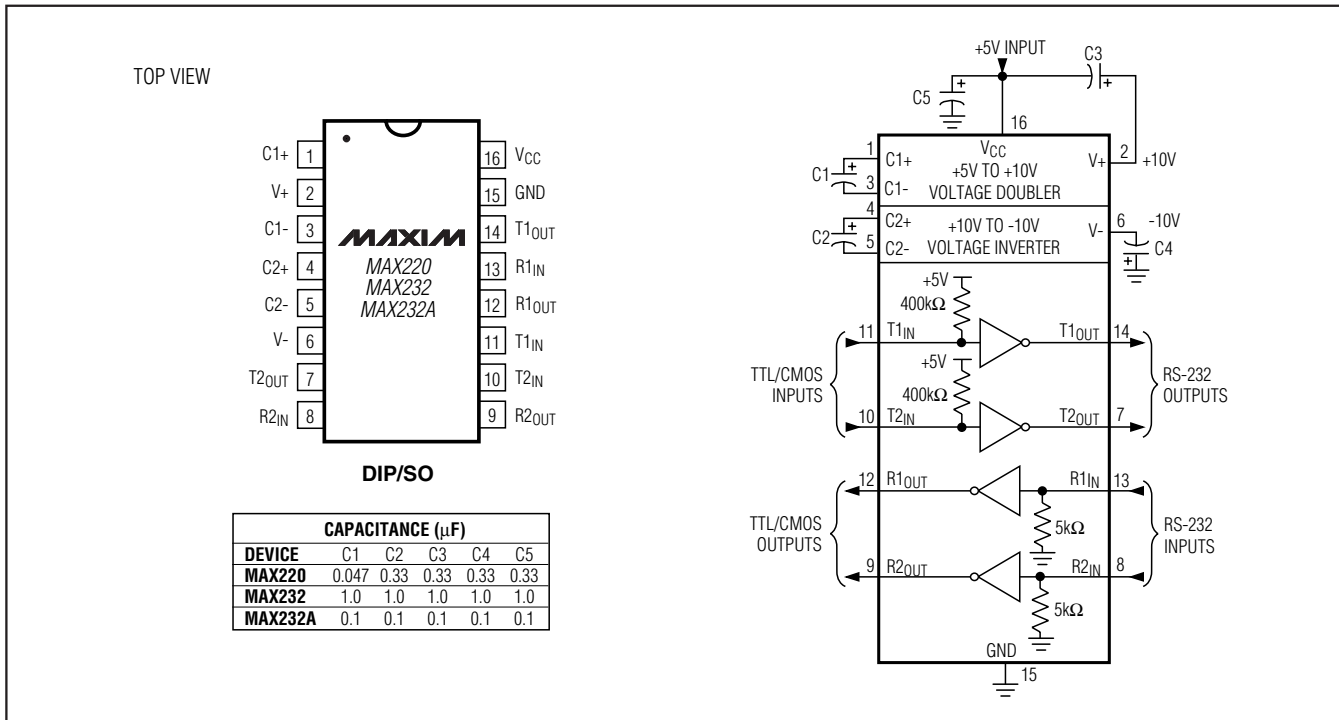 TOP VIEW
C1+ 1
V+ 2
C1- 3
C2+ 4
C2- 5
V- 6
T2OUT 7
R2IN 8
MAXIM
MAX220
MAX232
MAX232A
16 VCC
15 GND
14 T1OUT
13 R1IN
12 R1OUT
11 T1IN
10 T2IN
9 R2OUT
DIP/SO
CAPACITANCE (μF)
DEVICE C1 C2 C3 C4 C5
MAX220 0.047 0.33 0.33 0.33 0.33
MAX232 1.0 1.0 1.0 1.0 1.0
MAX232A 0.1 0.1 0.1 0.1 0.1
+5V INPUT
C3
+
+
C5
+
16
1
C1+
VCC
V+
2
+10V
C1
+
+5V TO +10V
3
C1-
VOLTAGE DOUBLER
4
C2+
+10V TO -10V
V-
6
-10V
C2
+
5
C2-
VOLTAGE INVERTER
C4
+
+5V
400kΩ
11
T1IN
T1OUT
14
+5V
TTL/CMOS
INPUTS
400kΩ
RS-232
OUTPUTS
10
T2IN
T2OUT
7
12
R1OUT
R1IN
13
TTL/CMOS
OUTPUTS
5kΩ
RS-232
INPUTS
9
R2OUT
R2IN
8
5kΩ
GND
15